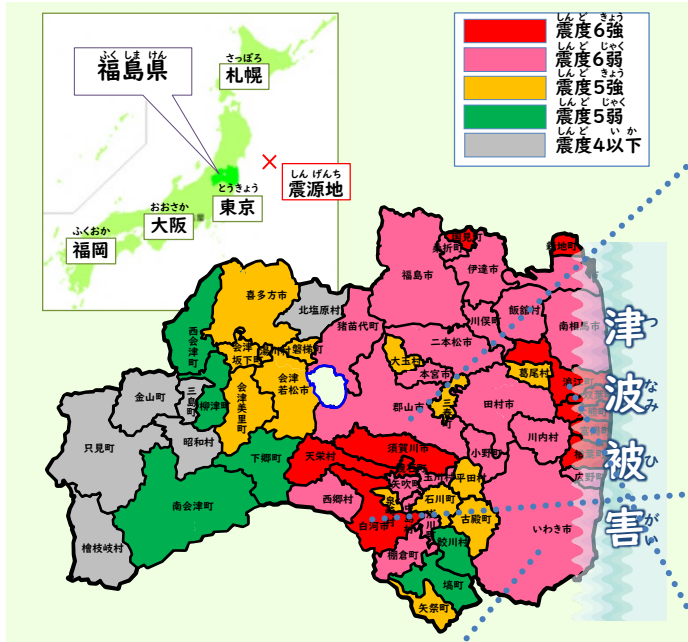 ふくしまけん
福島県
さっぽろ
札幌
しんげんち
震源地
とうきょう
東京
おおさか
大阪
ふくおか
福岡
しんど きょう
震度6強
しんど じゃく
震度6弱
しんど きょう
震度5強
しんど じゃく
震度5弱
しんど いか
震度4以下
国見町
桑折町
新地町
伊達市
福島市
喜多方市
北塩原村
猪苗代町
川俣町
飯舘村
南相馬市
二本松市
西会津町
会津坂下町
湯川村
磐梯町
大玉村
本宮市
葛尾村
浪江町
金山町
三島町
柳津町
会津美里町
会津若松市
郡山市
三春町
田村市
双葉町
只見町
昭和村
川内村
下郷町
天栄村
須賀川市
小野町
楢葉町
広野町
矢吹町
玉川村
平田村
石川町
南会津町
西郷村
白河市
古殿町
いわき市
檜枝岐村
棚倉町
鮫川村
塙町
矢祭町
つなみひがい
津波被害